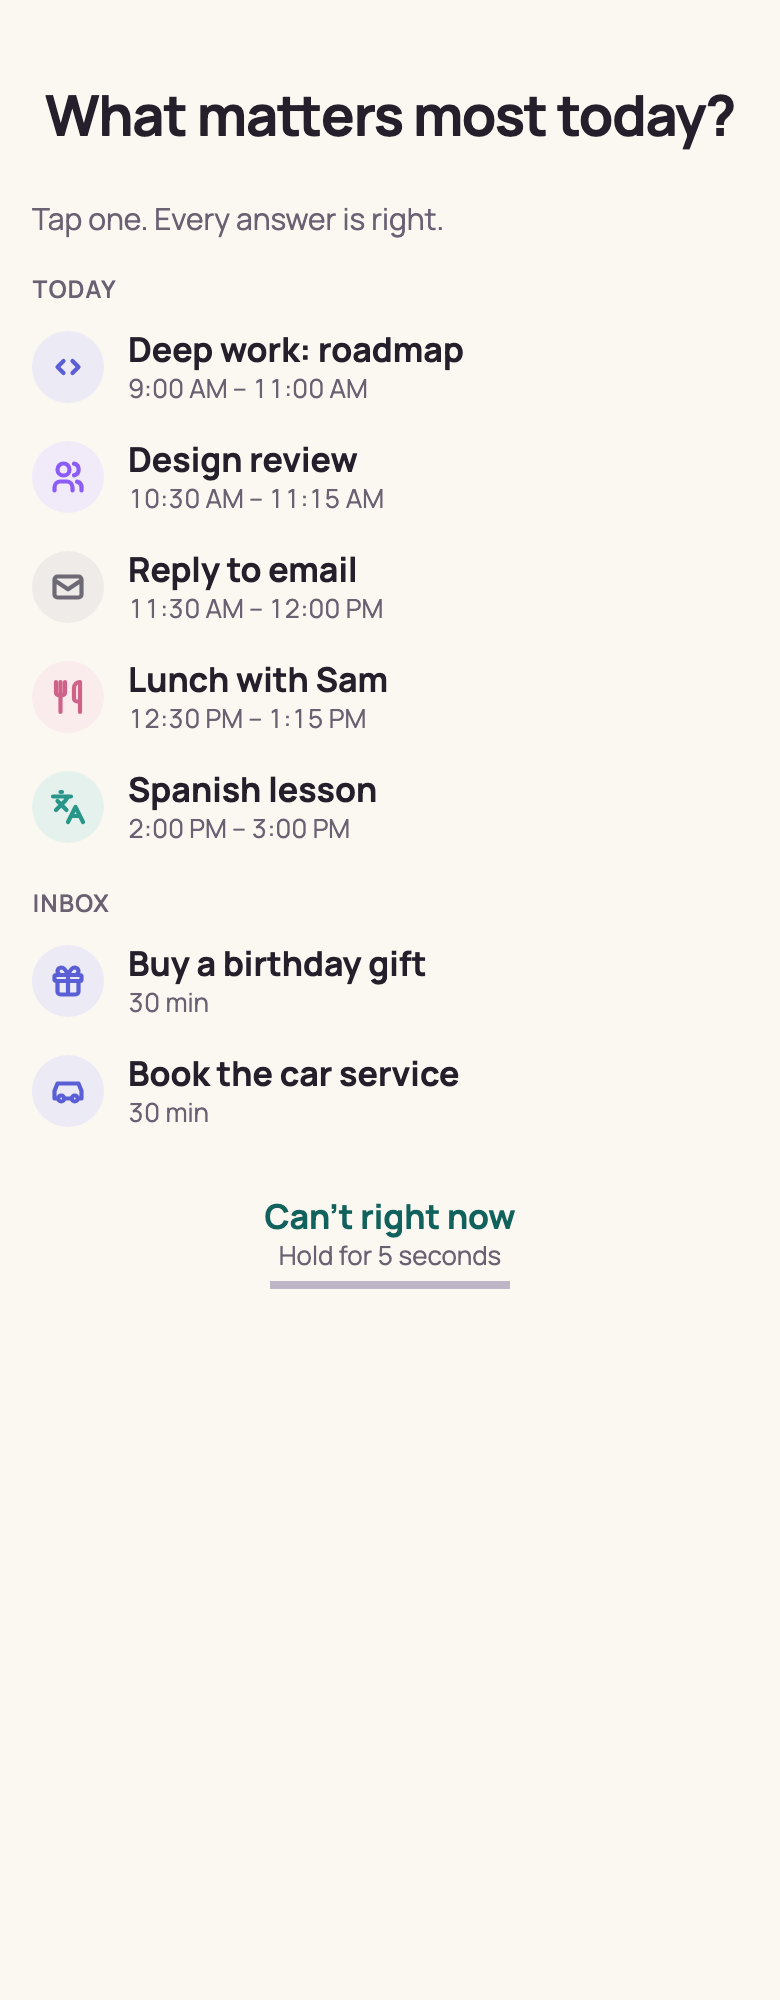 What matters most today?
Tap one. Every answer is right.
TODAY
Deep work: roadmap
9:00 AM – 11:00 AM
Design review
10:30 AM – 11:15 AM
Reply to email
11:30 AM – 12:00 PM
Lunch with Sam
12:30 PM – 1:15 PM
Spanish lesson
2:00 PM – 3:00 PM
INBOX
Buy a birthday gift
30 min
Book the car service
30 min
Can’t right now
Hold for 5 seconds